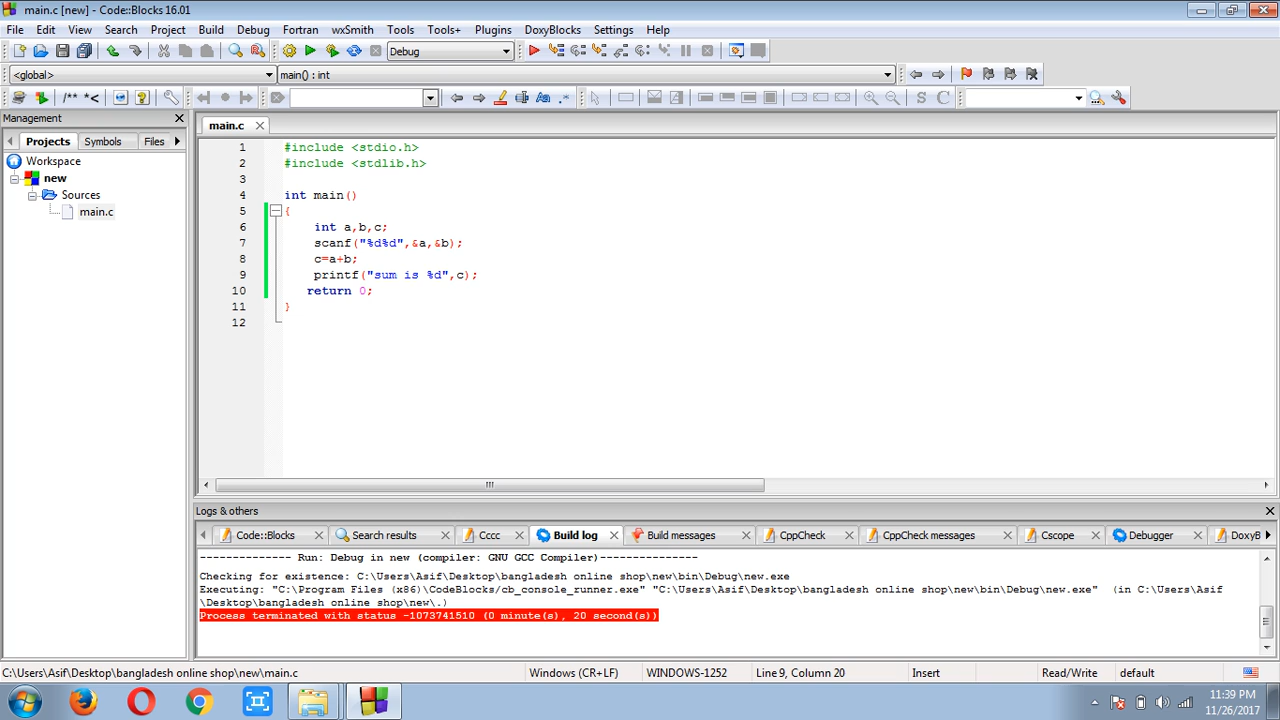 main.c [new] - Code::Blocks 16.01
File Edit View Search Project Build Debug Fortran wxSmith Tools Tools+ Plugins DoxyBlocks Settings Help
Debug
<global> main() : int
/** *<
S C
Management
Projects Symbols Files
Workspace
new
Sources
main.c
main.c
1 #include <stdio.h>
2 #include <stdlib.h>
3
4 int main()
5 {
6 int a,b,c;
7 scanf("%d%d",&a,&b);
8 c=a+b;
9 printf("sum is %d",c);
10 return 0;
11 }
12
Logs & others
Code::Blocks Search results Cccc Build log Build messages CppCheck CppCheck messages Cscope Debugger DoxyB
-------------- Run: Debug in new (compiler: GNU GCC Compiler)---------------
Checking for existence: C:\Users\Asif\Desktop\bangladesh online shop\new\bin\Debug\new.exe
Executing: "C:\Program Files (x86)\CodeBlocks/cb_console_runner.exe" "C:\Users\Asif\Desktop\bangladesh online shop\new\bin\Debug\new.exe"  (in C:\Users\Asif
\Desktop\bangladesh online shop\new\.)
Process terminated with status -1073741510 (0 minute(s), 20 second(s))
C:\Users\Asif\Desktop\bangladesh online shop\new\main.c Windows (CR+LF) WINDOWS-1252 Line 9, Column 20 Insert Read/Write default
11:39 PM
11/26/2017